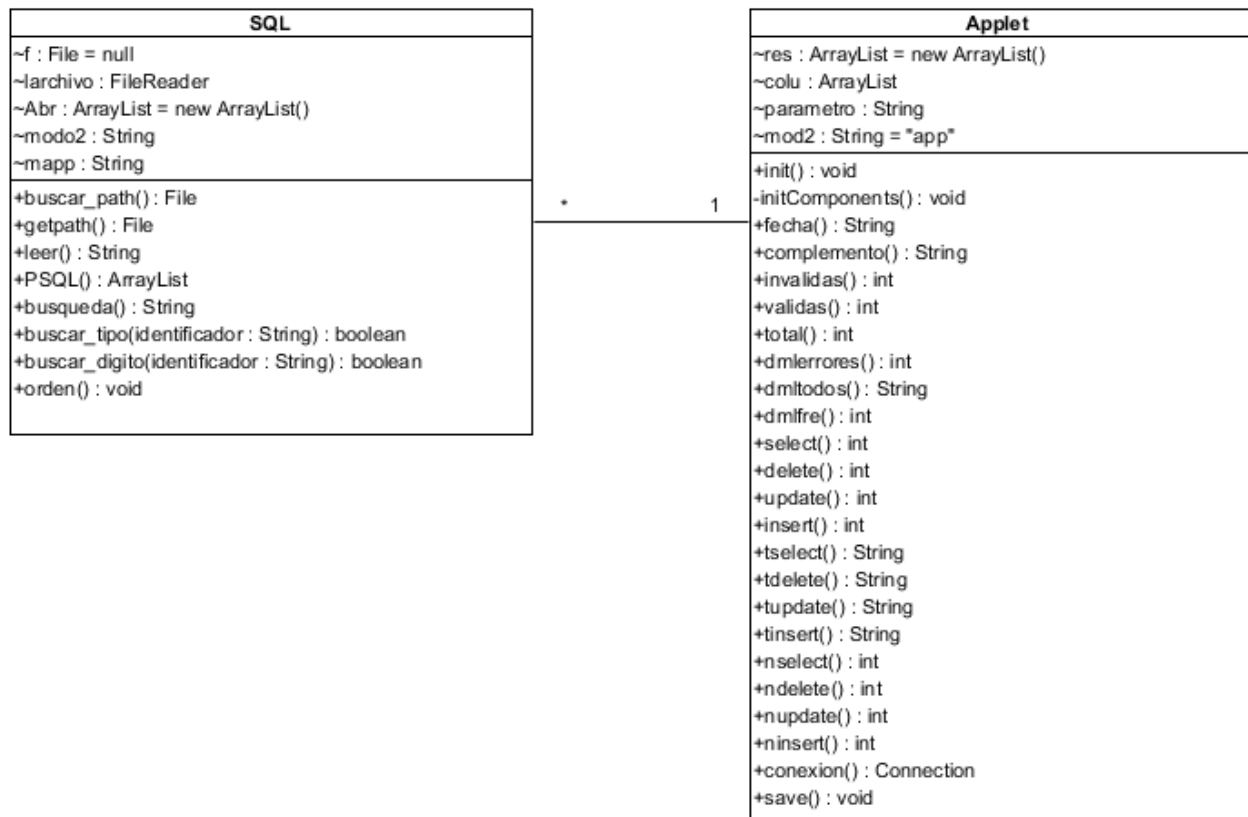 SQL
~f : File = null
~larchivo : FileReader
~Abr : ArrayList = new ArrayList()
~modo2 : String
~mapp : String
+buscar_path() : File
+getpath() : File
+leer() : String
+PSQL() : ArrayList
+busqueda() : String
+buscar_tipo(identificador : String) : boolean
+buscar_digito(identificador : String) : boolean
+orden() : void
*
1
Applet
~res : ArrayList = new ArrayList()
~colu : ArrayList
~parametro : String
~mod2 : String = "app"
+init() : void
-initComponents() : void
+fecha() : String
+complemento() : String
+invalidas() : int
+validas() : int
+total() : int
+dmlerrores() : int
+dmltodos() : String
+dmlfre() : int
+select() : int
+delete() : int
+update() : int
+insert() : int
+tselect() : String
+tdelete() : String
+tupdate() : String
+tinsert() : String
+nselect() : int
+ndelete() : int
+nupdate() : int
+ninsert() : int
+conexion() : Connection
+save() : void